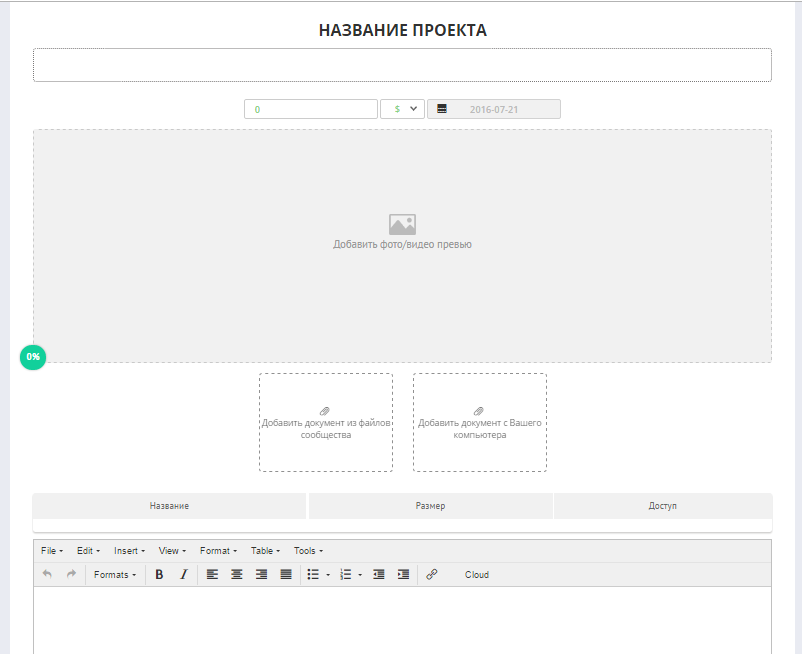 НАЗВАНИЕ ПРОЕКТА
0 $ 2016-07-21
Добавить фото/видео превью
0%
Добавить документ из файлов
сообщества
Добавить документ с Вашего
компьютера
Название Размер Доступ
File Edit Insert View Format Table Tools
Formats B I Cloud